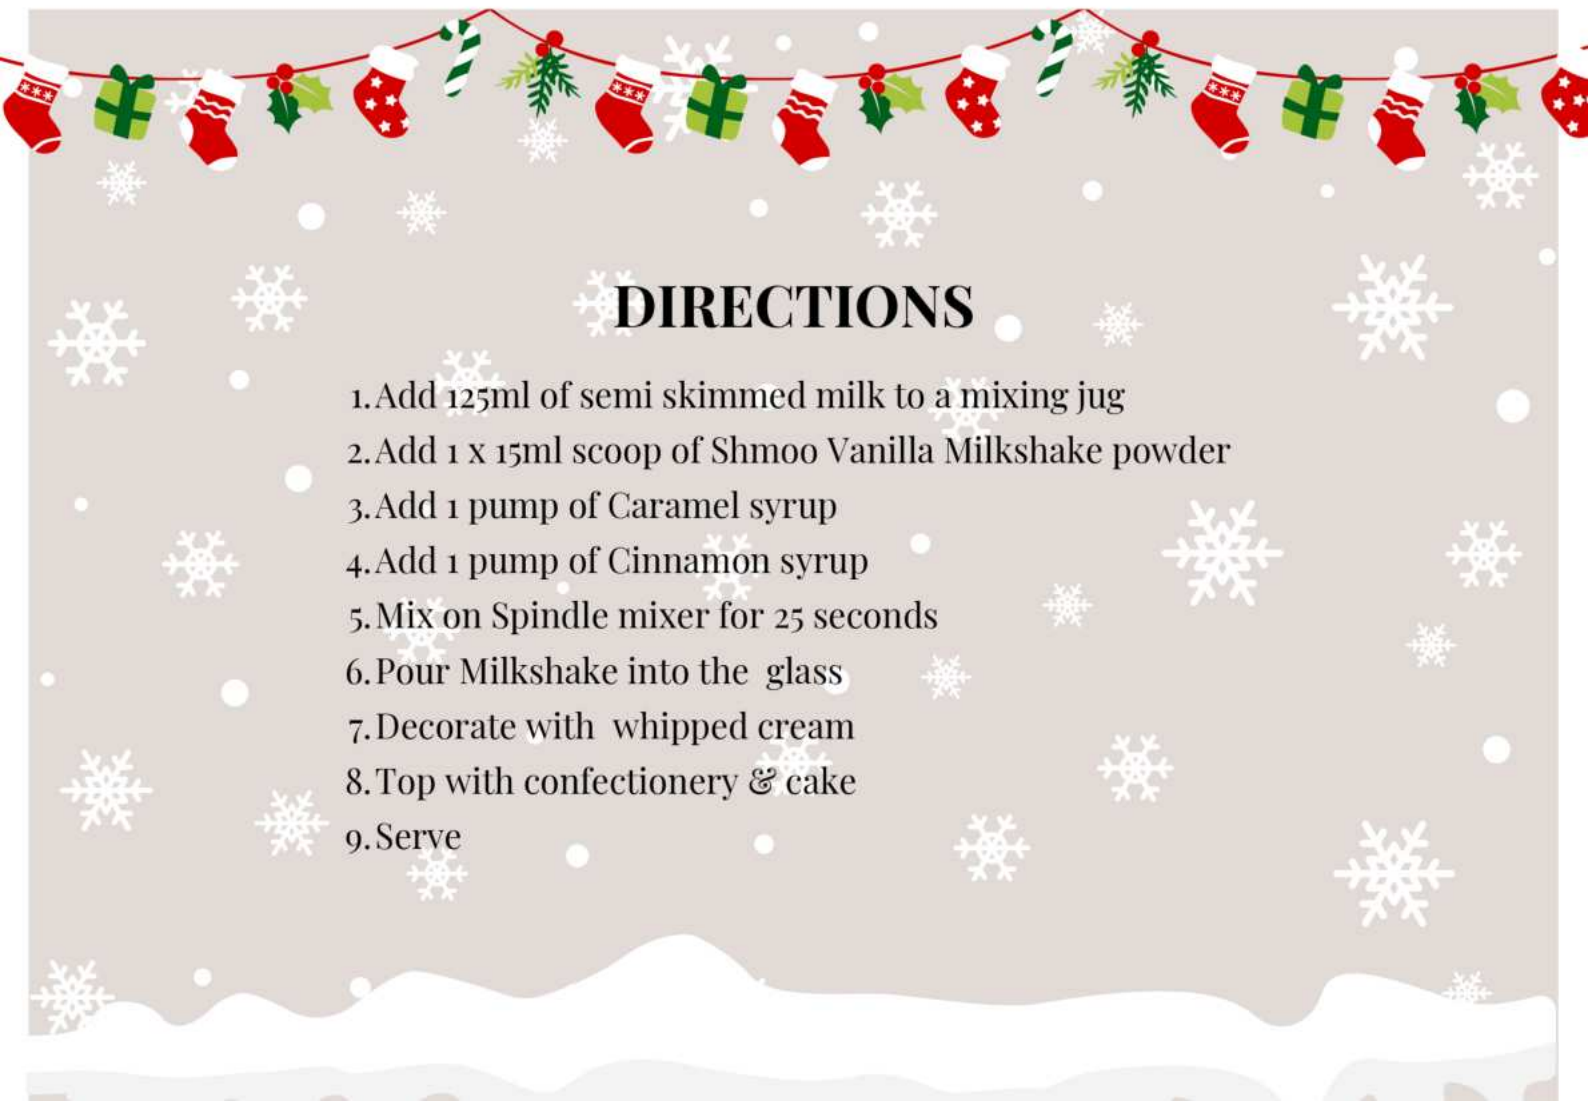 DIRECTIONS
1. Add 125ml of semi skimmed milk to a mixing jug
2. Add 1 x 15ml scoop of Shmoo Vanilla Milkshake powder
3. Add 1 pump of Caramel syrup
4. Add 1 pump of Cinnamon syrup
5. Mix on Spindle mixer for 25 seconds
6. Pour Milkshake into the glass
7. Decorate with whipped cream
8. Top with confectionery & cake
9. Serve